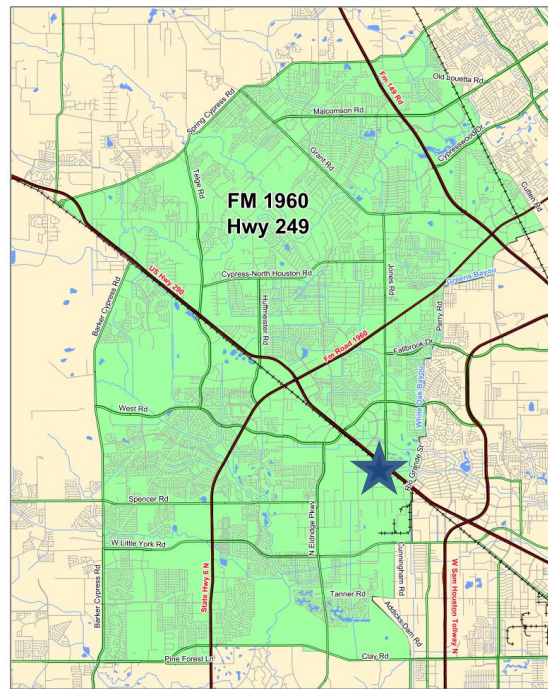 Old Louetta Rd
Fm 149 Rd
Malcomson Rd
Spring Cypress Rd
Cypresswood Dr
Grant Rd
Telge Rd
Cutten Rd
FM 1960
Hwy 249
Cypress-North Houston Rd
Jones Rd
Greens Bayou
US Hwy 290
Barker Cypress Rd
Huffmeister Rd
Perry Rd
Fm Road 1960
Fallbrook Dr
White Oak Bayou
West Rd
Rio Grande St
Spencer Rd
N Eldridge Pkwy
W Little York Rd
Cunningham Rd
Barker Cypress Rd
State Hwy 6 N
Tanner Rd
Addicks-Dam Rd
W Sam Houston Tollway N
Pine Forest Ln
Clay Rd